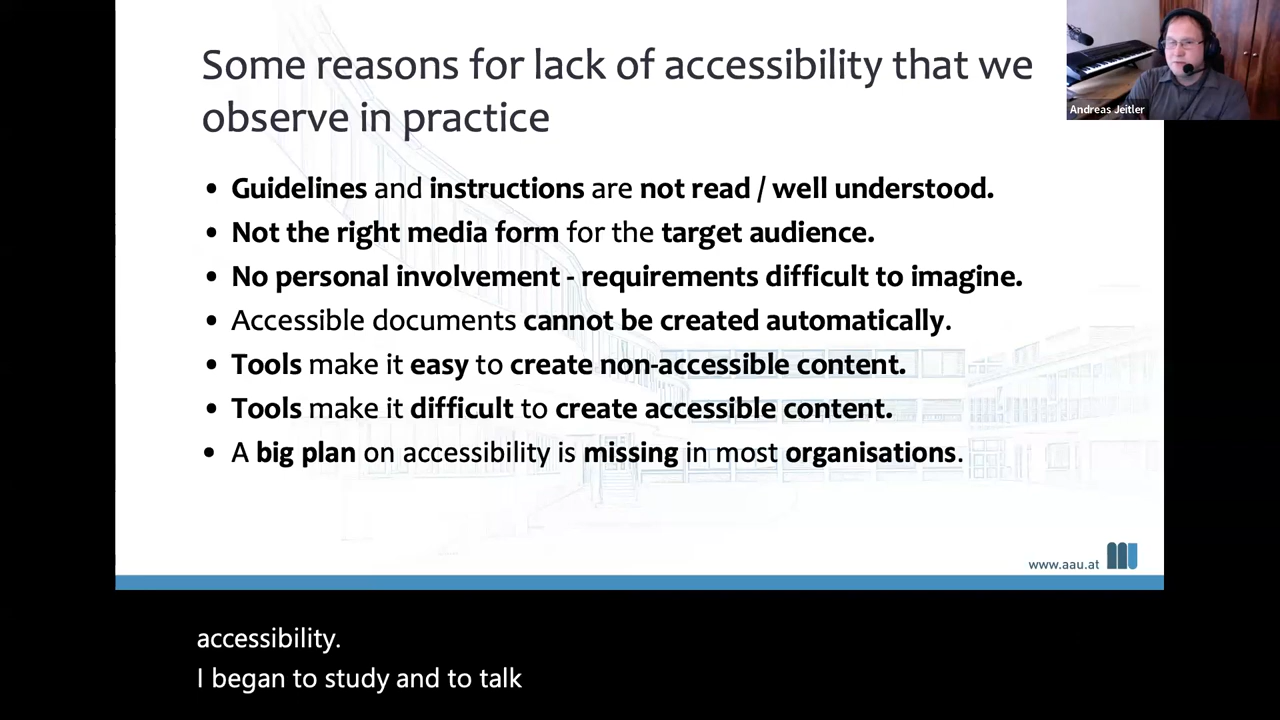 Some reasons for lack of accessibility that we
observe in practice
• Guidelines and instructions are not read / well understood.
• Not the right media form for the target audience.
• No personal involvement - requirements difficult to imagine.
• Accessible documents cannot be created automatically.
• Tools make it easy to create non-accessible content.
• Tools make it difficult to create accessible content.
• A big plan on accessibility is missing in most organisations.
Andreas Jeitler
www.aau.at
accessibility.
I began to study and to talk